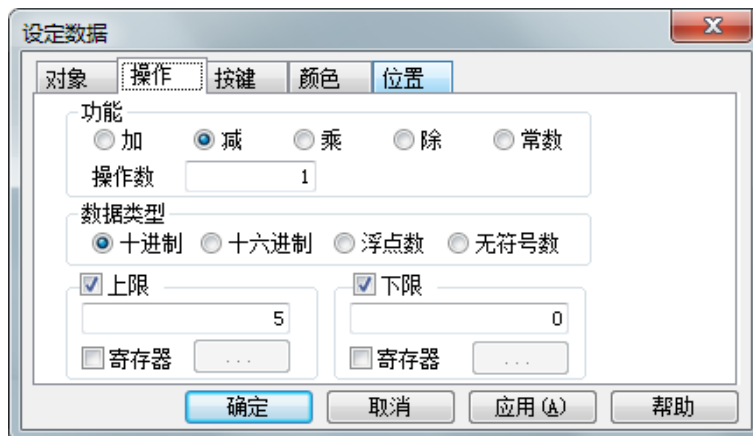 设定数据
对象 操作 按键 颜色 位置
功能
加 减 乘 除 常数
操作数 1
数据类型
十进制 十六进制 浮点数 无符号数
上限 下限
5 0
寄存器 ... 寄存器 ...
确定 取消 应用(A) 帮助